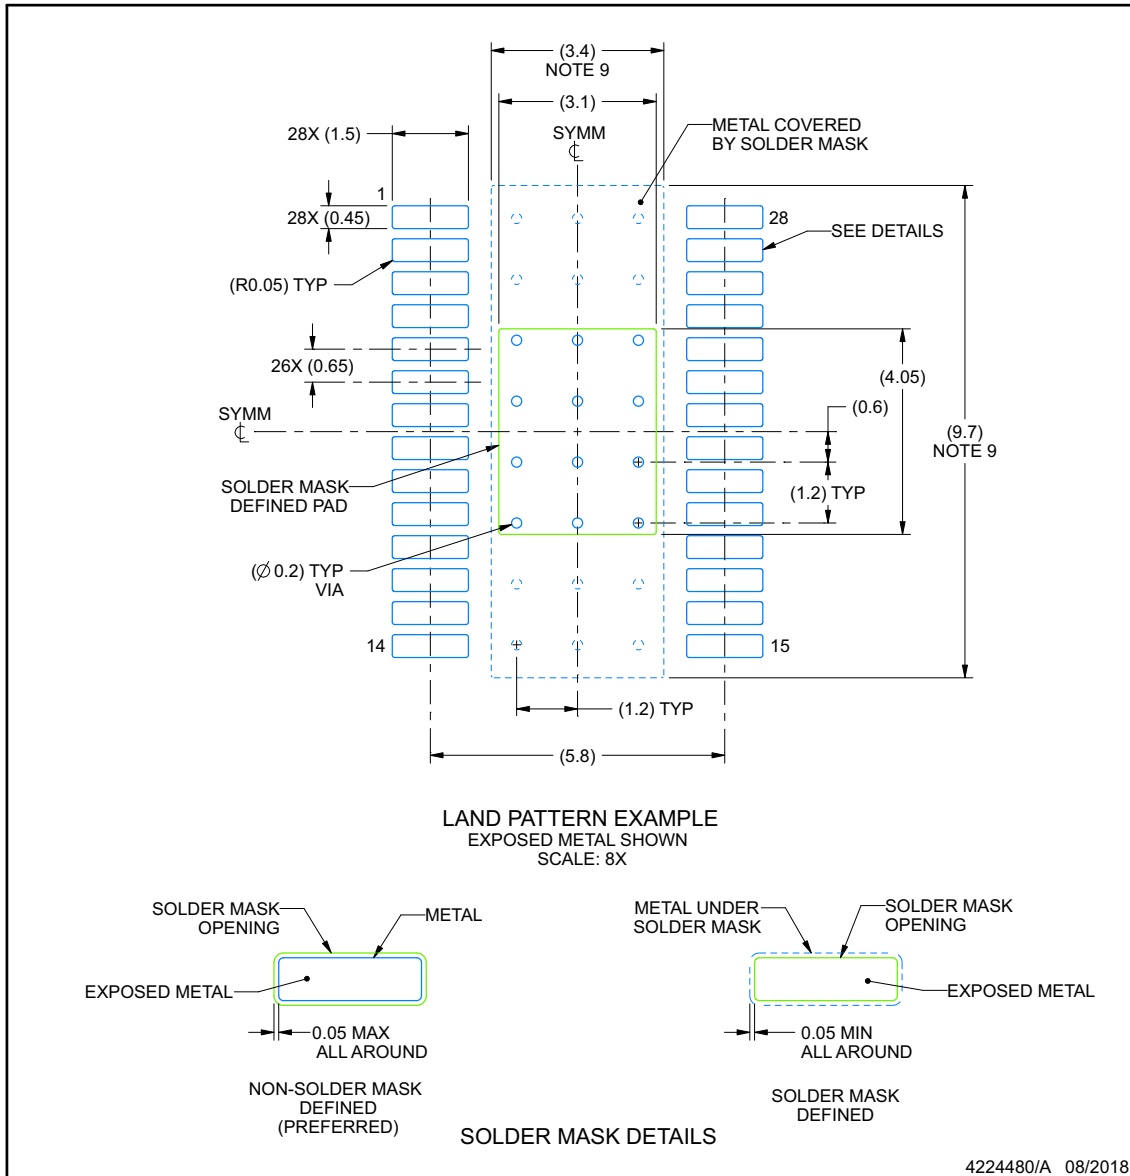 (3.4)
NOTE 9
(3.1)
SYMM
METAL COVERED
BY SOLDER MASK
28X (1.5)
1
28X (0.45)
28
SEE DETAILS
(R0.05) TYP
26X (0.65)
(4.05)
(0.6)
SYMM
(9.7)
NOTE 9
SOLDER MASK
DEFINED PAD
(1.2) TYP
(Ø 0.2) TYP
VIA
14
15
(1.2) TYP
(5.8)
LAND PATTERN EXAMPLE
EXPOSED METAL SHOWN
SCALE: 8X
SOLDER MASK
OPENING
METAL
METAL UNDER
SOLDER MASK
SOLDER MASK
OPENING
EXPOSED METAL
EXPOSED METAL
0.05 MAX
ALL AROUND
0.05 MIN
ALL AROUND
NON-SOLDER MASK
DEFINED
(PREFERRED)
SOLDER MASK
DEFINED
SOLDER MASK DETAILS
4224480/A 08/2018